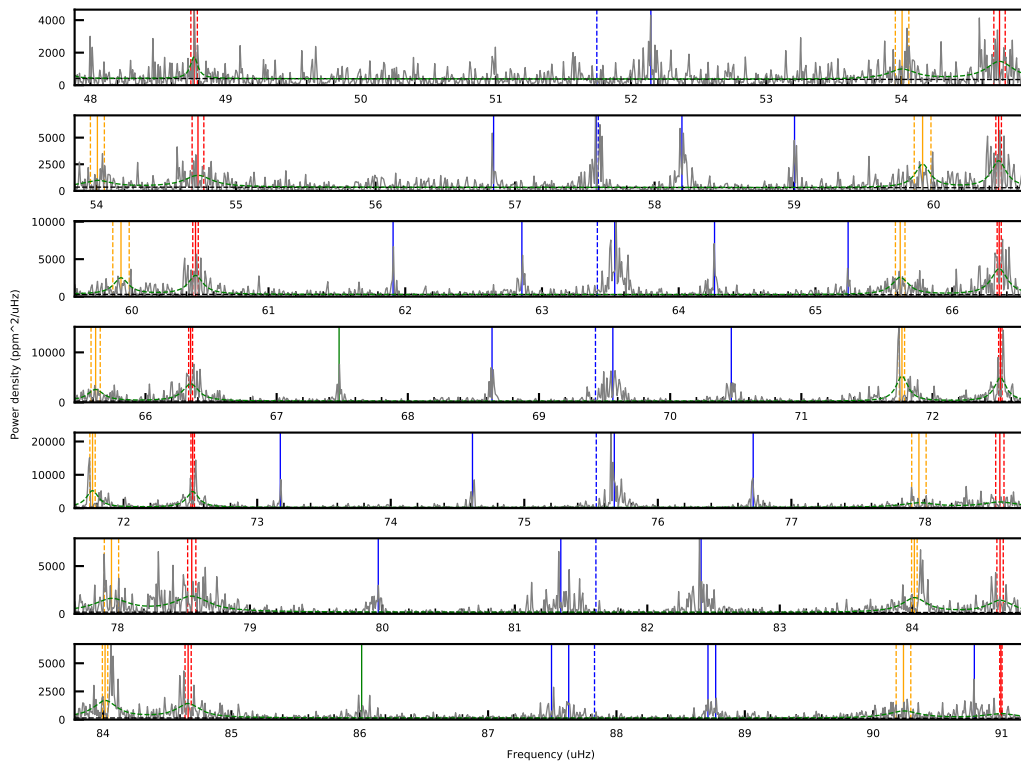 4000
2000
0
48 49 50 51 52 53 54
5000
2500
0
54 55 56 57 58 59 60
10000
5000
0
60 61 62 63 64 65 66
10000
0
66 67 68 69 70 71 72
20000
10000
0
72 73 74 75 76 77 78
5000
0
78 79 80 81 82 83 84
5000
2500
0
84 85 86 87 88 89 90 91
Power density (ppm^2/uHz)
Frequency (uHz)